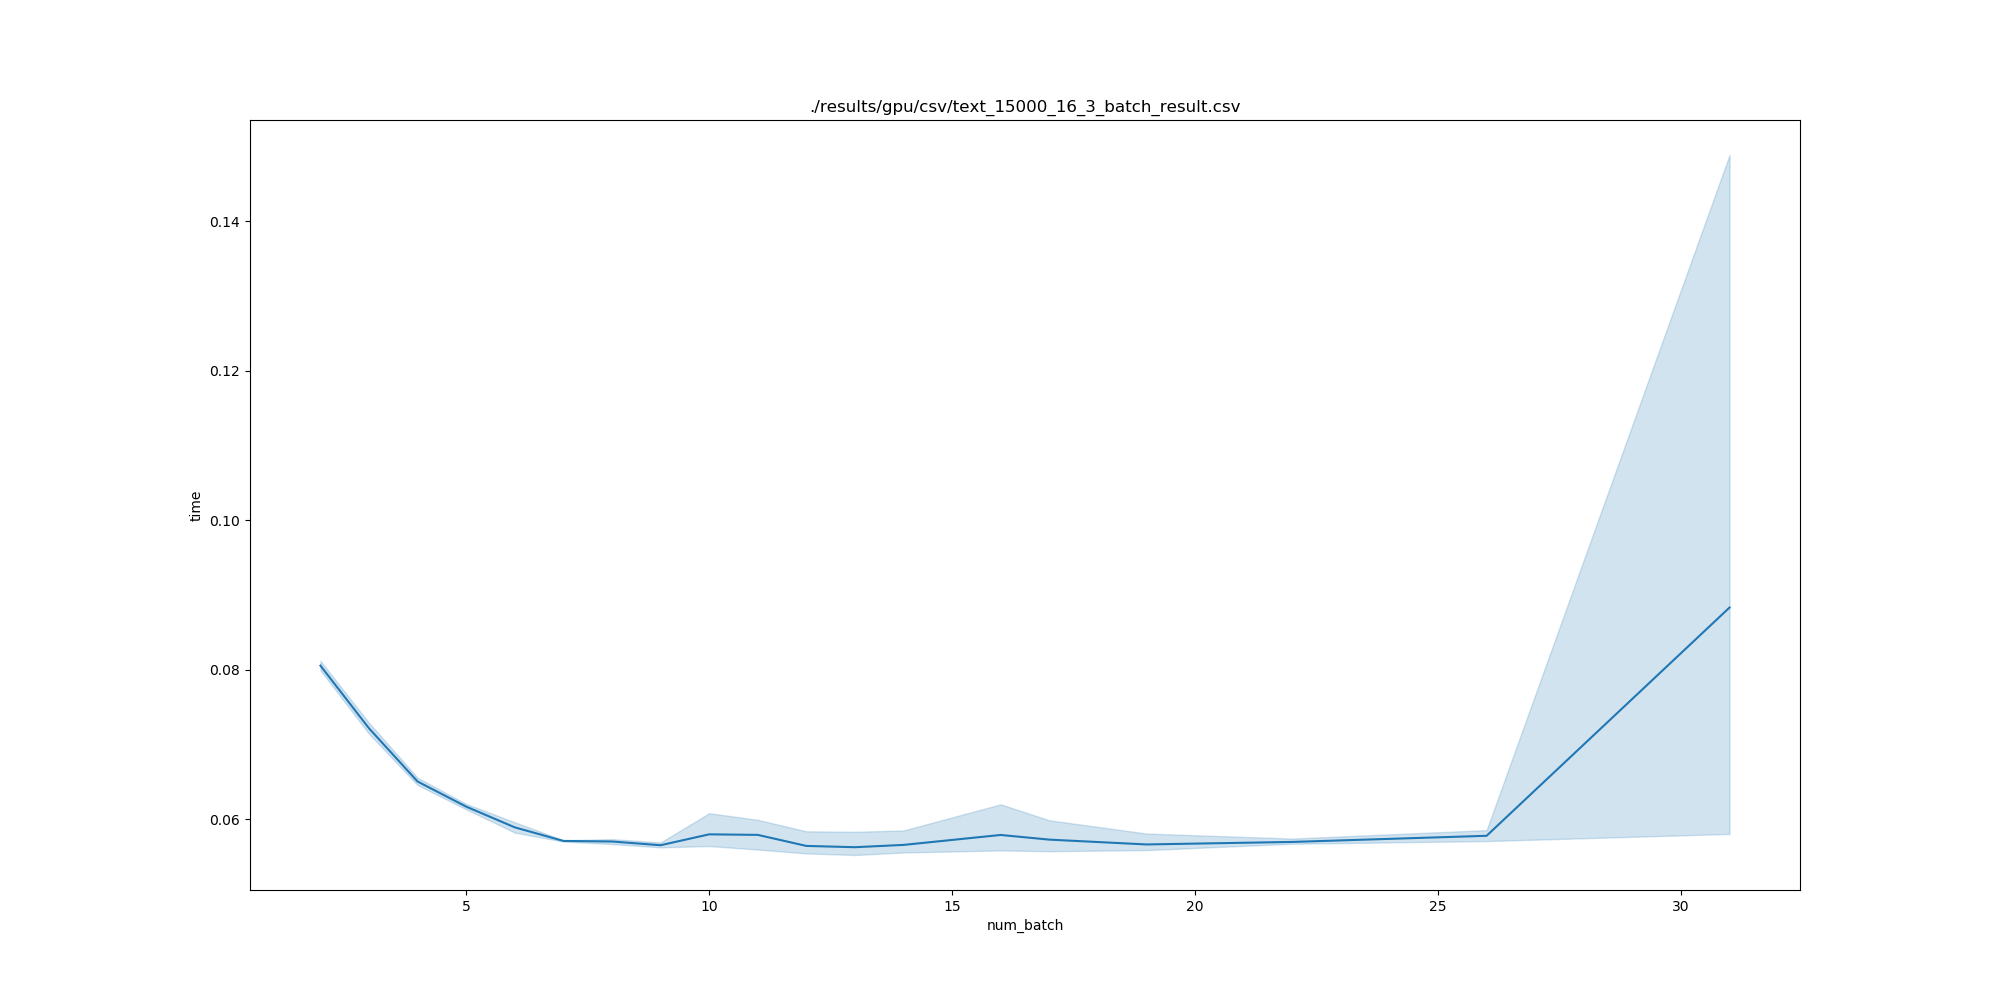 ./results/gpu/csv/text_15000_16_3_batch_result.csv
0.14
0.12
0.10
0.08
0.06
time
5 10 15 20 25 30
num_batch